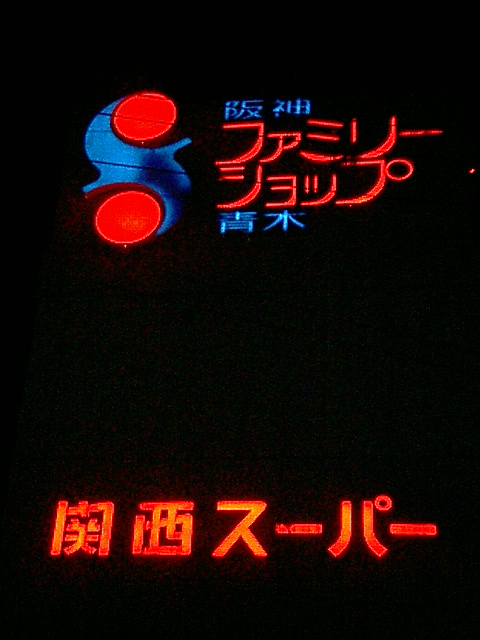 阪神
ファミリー
ショップ
青木
関西スーパー